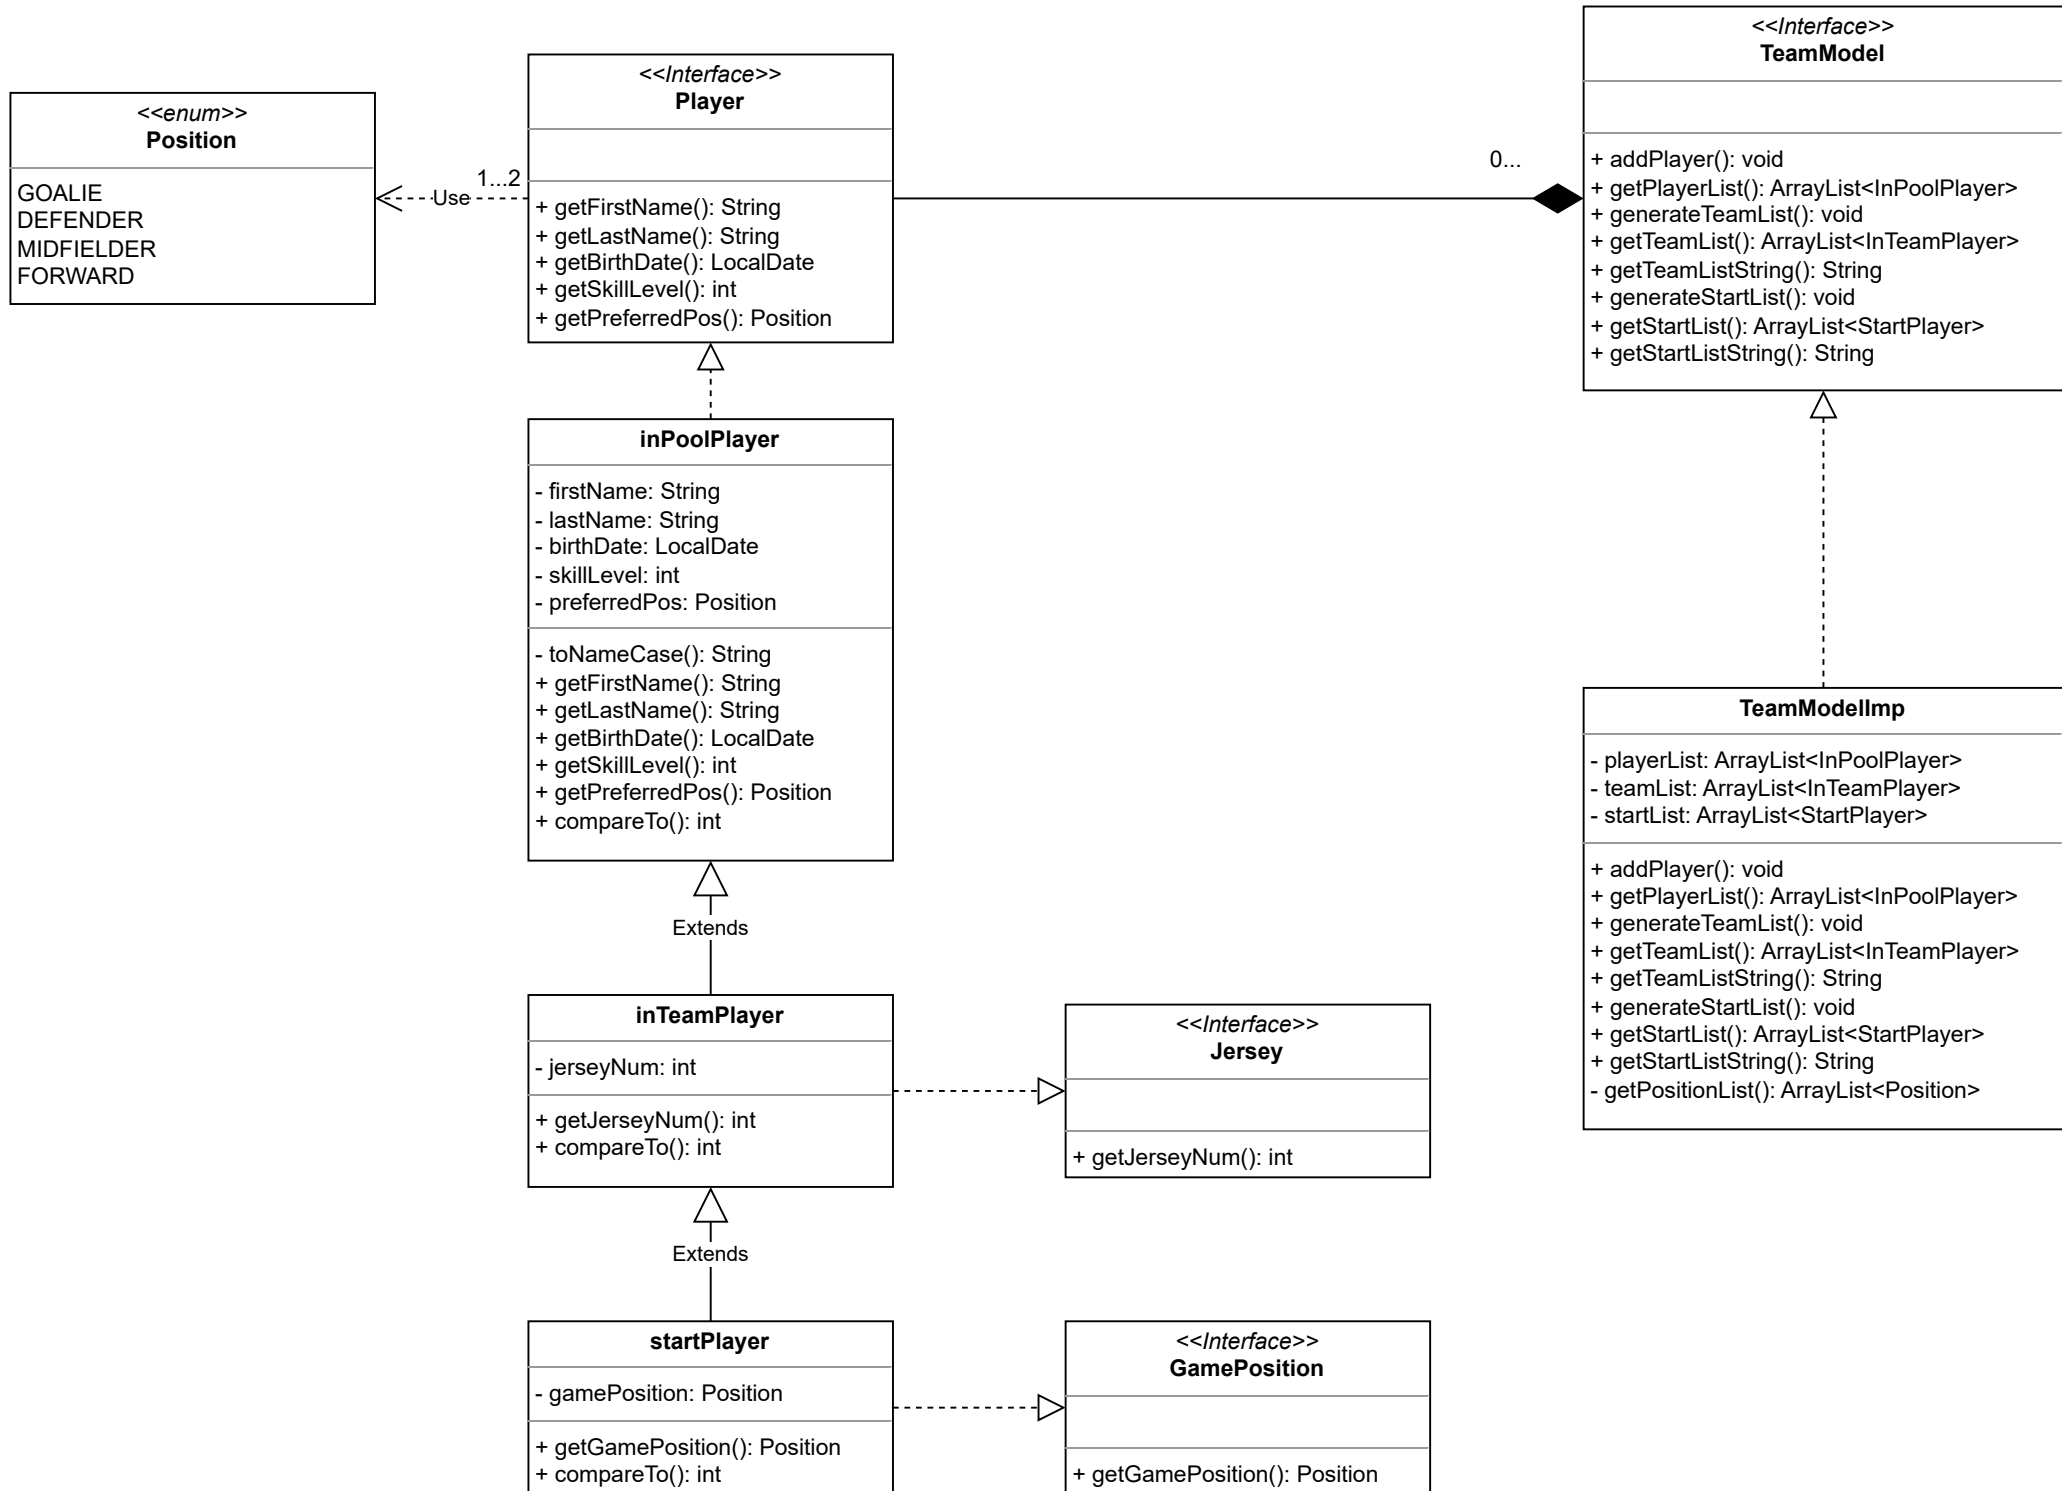 <<Interface>>
TeamModel
+ addPlayer(): void
+ getPlayerList(): ArrayList<InPoolPlayer>
+ generateTeamList(): void
+ getTeamList(): ArrayList<InTeamPlayer>
+ getTeamListString(): String
+ generateStartList(): void
+ getStartList(): ArrayList<StartPlayer>
+ getStartListString(): String
<<Interface>>
Player
+ getFirstName(): String
+ getLastName(): String
+ getBirthDate(): LocalDate
+ getSkillLevel(): int
+ getPreferredPos(): Position
<<enum>>
Position
GOALIE
DEFENDER
MIDFIELDER
FORWARD
Use
1...2
0...
inPoolPlayer
- firstName: String
- lastName: String
- birthDate: LocalDate
- skillLevel: int
- preferredPos: Position
- toNameCase(): String
+ getFirstName(): String
+ getLastName(): String
+ getBirthDate(): LocalDate
+ getSkillLevel(): int
+ getPreferredPos(): Position
+ compareTo(): int
TeamModelImp
- playerList: ArrayList<InPoolPlayer>
- teamList: ArrayList<InTeamPlayer>
- startList: ArrayList<StartPlayer>
+ addPlayer(): void
+ getPlayerList(): ArrayList<InPoolPlayer>
+ generateTeamList(): void
+ getTeamList(): ArrayList<InTeamPlayer>
+ getTeamListString(): String
+ generateStartList(): void
+ getStartList(): ArrayList<StartPlayer>
+ getStartListString(): String
- getPositionList(): ArrayList<Position>
Extends
inTeamPlayer
- jerseyNum: int
+ getJerseyNum(): int
+ compareTo(): int
<<Interface>>
Jersey
+ getJerseyNum(): int
Extends
startPlayer
- gamePosition: Position
+ getGamePosition(): Position
+ compareTo(): int
<<Interface>>
GamePosition
+ getGamePosition(): Position